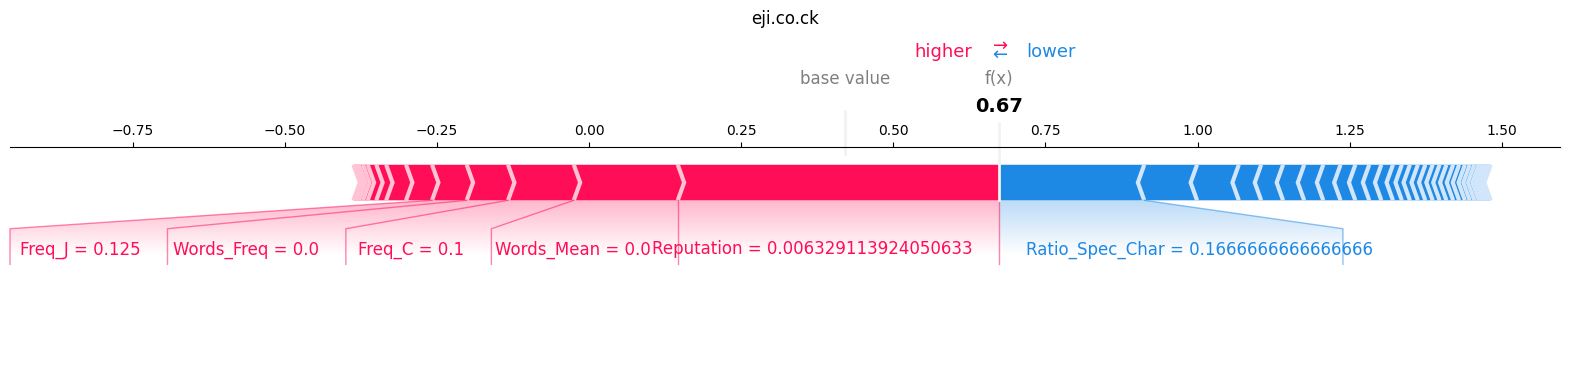 eji.co.ck
higher ⇄ lower
base value f(x)
0.67
−0.75 −0.50 −0.25 0.00 0.25 0.50 0.75 1.00 1.25 1.50
Freq_J = 0.125 Words_Freq = 0.0 Freq_C = 0.1 Words_Mean = 0.0 Reputation = 0.006329113924050633 Ratio_Spec_Char = 0.1666666666666666